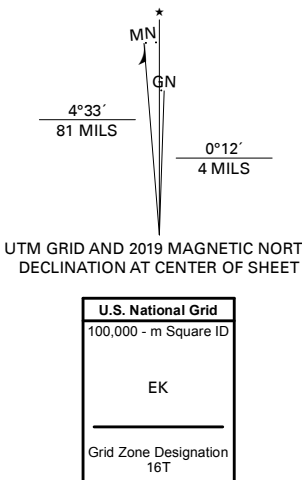 ★
MN
GN
4°33´
81 MILS
0°12´
4 MILS
UTM GRID AND 2019 MAGNETIC NORT
DECLINATION AT CENTER OF SHEET
U.S. National Grid
100,000 - m Square ID
EK
Grid Zone Designation
16T